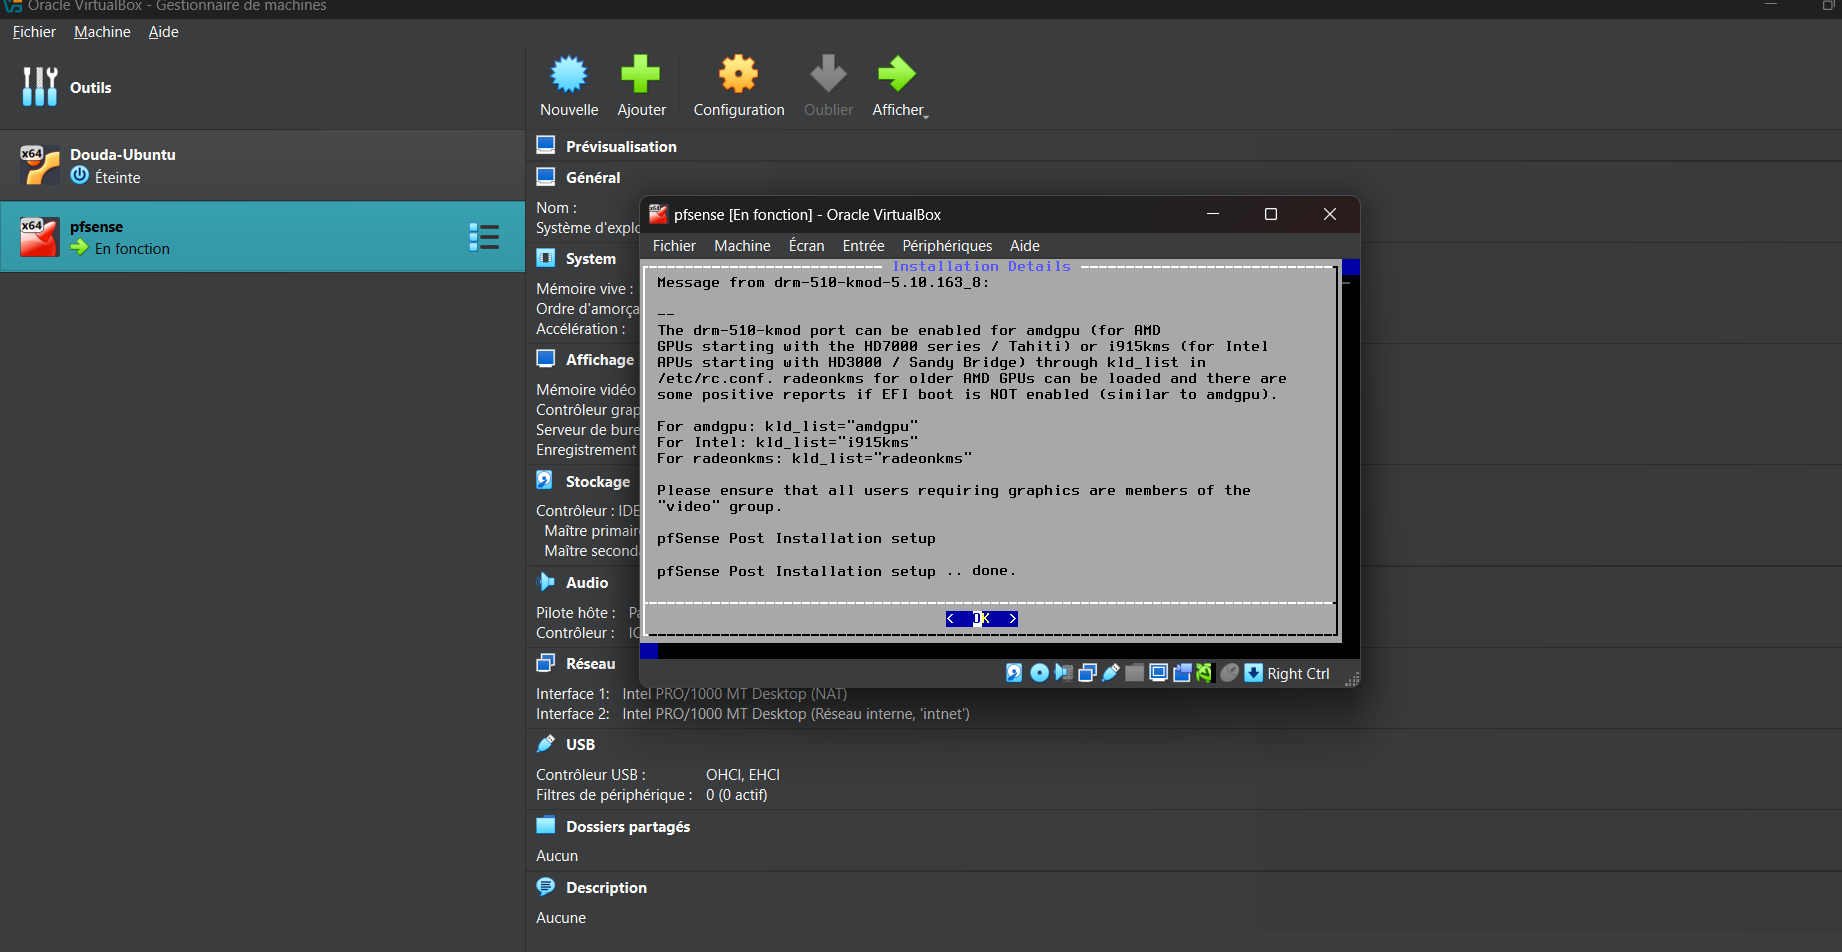 Oracle VirtualBox - Gestionnaire de machines
Fichier Machine Aide
Outils
Nouvelle Ajouter Configuration Oublier Afficher
x64 Douda-Ubuntu
Éteinte
x64 pfsense
En fonction
Prévisualisation
Général
Nom :
Système d'explo
System
Mémoire vive :
Ordre d'amorça
Accélération :
Affichage
Mémoire vidéo
Contrôleur grap
Serveur de bure
Enregistrement
Stockage
Contrôleur : IDE
Maître primair
Maître second
Audio
Pilote hôte : Pa
Contrôleur : IC
Réseau
Interface 1: Intel PRO/1000 MT Desktop (NAT)
Interface 2: Intel PRO/1000 MT Desktop (Réseau interne, 'intnet')
USB
Contrôleur USB : OHCI, EHCI
Filtres de périphérique : 0 (0 actif)
Dossiers partagés
Aucun
Description
Aucune
pfsense [En fonction] - Oracle VirtualBox
Fichier Machine Écran Entrée Périphériques Aide
Installation Details
Message from drm-510-kmod-5.10.163_8:
--
The drm-510-kmod port can be enabled for amdgpu (for AMD
GPUs starting with the HD7000 series / Tahiti) or i915kms (for Intel
APUs starting with HD3000 / Sandy Bridge) through kld_list in
/etc/rc.conf. radeonkms for older AMD GPUs can be loaded and there are
some positive reports if EFI boot is NOT enabled (similar to amdgpu).
For amdgpu: kld_list="amdgpu"
For Intel: kld_list="i915kms"
For radeonkms: kld_list="radeonkms"
Please ensure that all users requiring graphics are members of the
"video" group.
pfSense Post Installation setup
pfSense Post Installation setup .. done.
< OK >
Right Ctrl